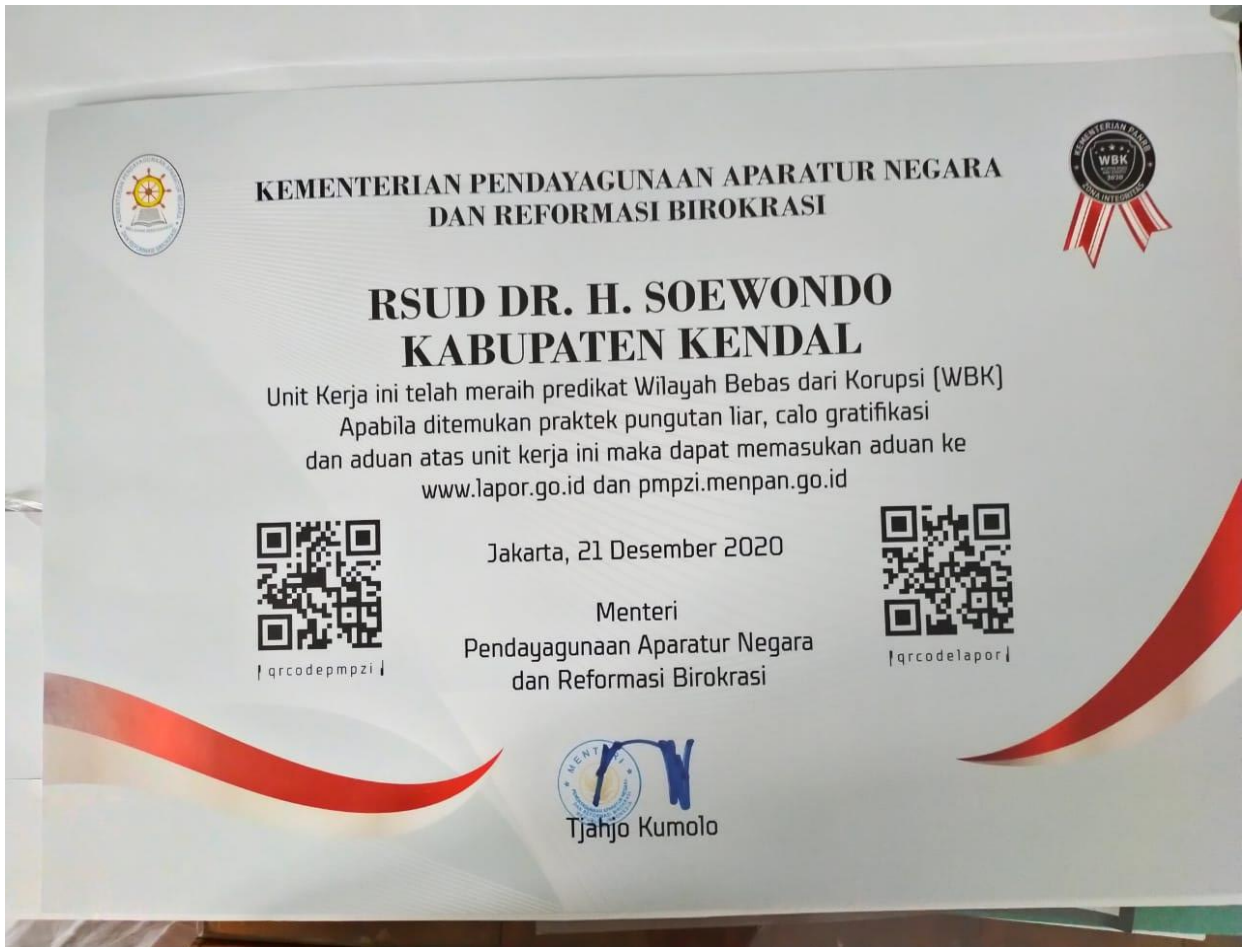 KEMENTERIAN PENDAYAGUNAAN APARATUR NEGARA
DAN REFORMASI BIROKRASI
KEMENTERIAN PANRB
WBK
2020
ZONA INTEGRITAS
RSUD DR. H. SOEWONDO
KABUPATEN KENDAL
Unit Kerja ini telah meraih predikat Wilayah Bebas dari Korupsi (WBK)
Apabila ditemukan praktek pungutan liar, calo gratifikasi
dan aduan atas unit kerja ini maka dapat memasukan aduan ke
www.lapor.go.id dan pmpzi.menpan.go.id
Jakarta, 21 Desember 2020
qrcodepmpzi
qrcodelapor
Menteri
Pendayagunaan Aparatur Negara
dan Reformasi Birokrasi
MENTERI
Tjahjo Kumolo